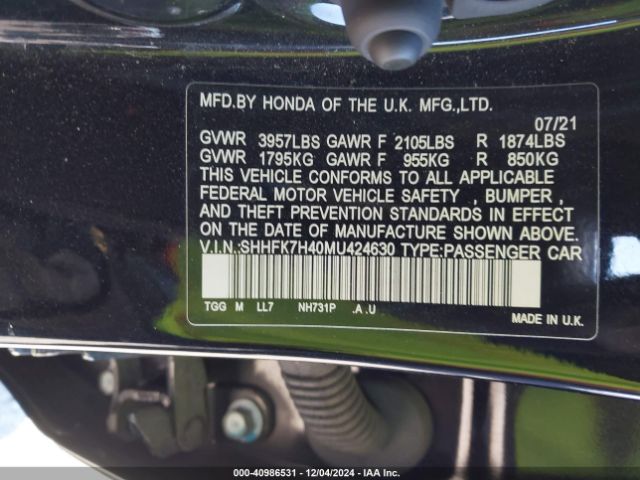 MFD.BY HONDA OF THE U.K. MFG.,LTD.
07/21
GVWR 3957LBS GAWR F 2105LBS R 1874LBS
GVWR 1795KG GAWR F 955KG R 850KG
THIS VEHICLE CONFORMS TO ALL APPLICABLE
FEDERAL MOTOR VEHICLE SAFETY , BUMPER ,
AND THEFT PREVENTION STANDARDS IN EFFECT
ON THE DATE OF MANUFACTURE SHOWN ABOVE.
V.I.N.:SHHFK7H40MU424630 TYPE:PASSENGER CAR
TGG M LL7 NH731P .A .U
MADE IN U.K.
000-40986531 - 12/04/2024 - IAA Inc.